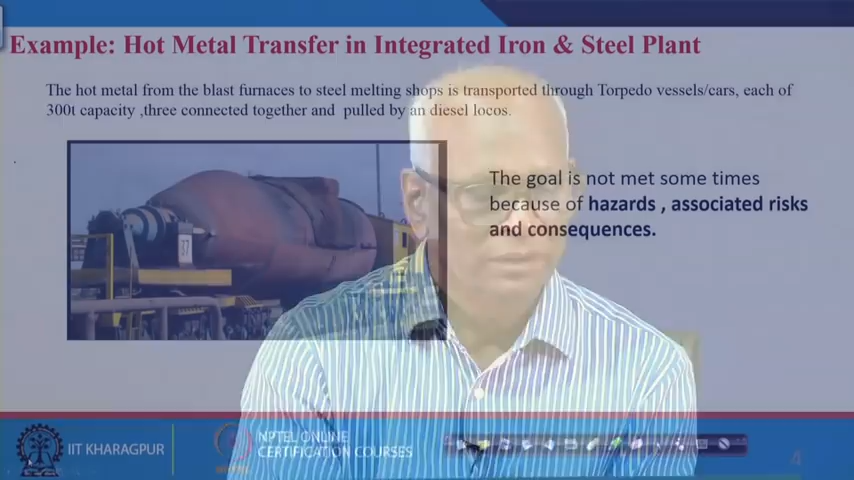 Example: Hot Metal Transfer in Integrated Iron & Steel Plant
The hot metal from the blast furnaces to steel melting shops is transported through Torpedo vessels/cars, each of
300t capacity ,three connected together and pulled by an diesel locos.
The goal is not met some times
because of hazards , associated risks
and consequences.
37
IIT KHARAGPUR
NPTEL ONLINE
CERTIFICATION COURSES
4